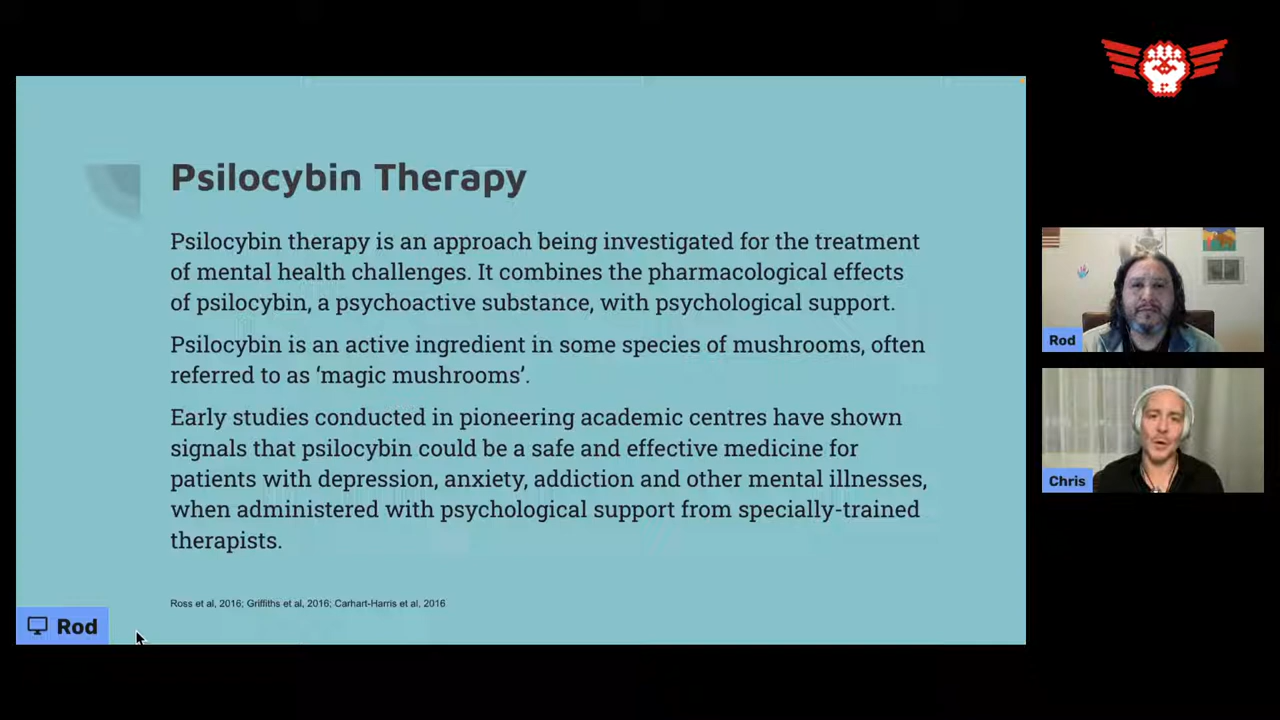 Psilocybin Therapy
Psilocybin therapy is an approach being investigated for the treatment
of mental health challenges. It combines the pharmacological effects
of psilocybin, a psychoactive substance, with psychological support.
Psilocybin is an active ingredient in some species of mushrooms, often
referred to as ‘magic mushrooms’.
Early studies conducted in pioneering academic centres have shown
signals that psilocybin could be a safe and effective medicine for
patients with depression, anxiety, addiction and other mental illnesses,
when administered with psychological support from specially-trained
therapists.
Ross et al, 2016; Griffiths et al, 2016; Carhart-Harris et al, 2016
Rod
Rod
Chris